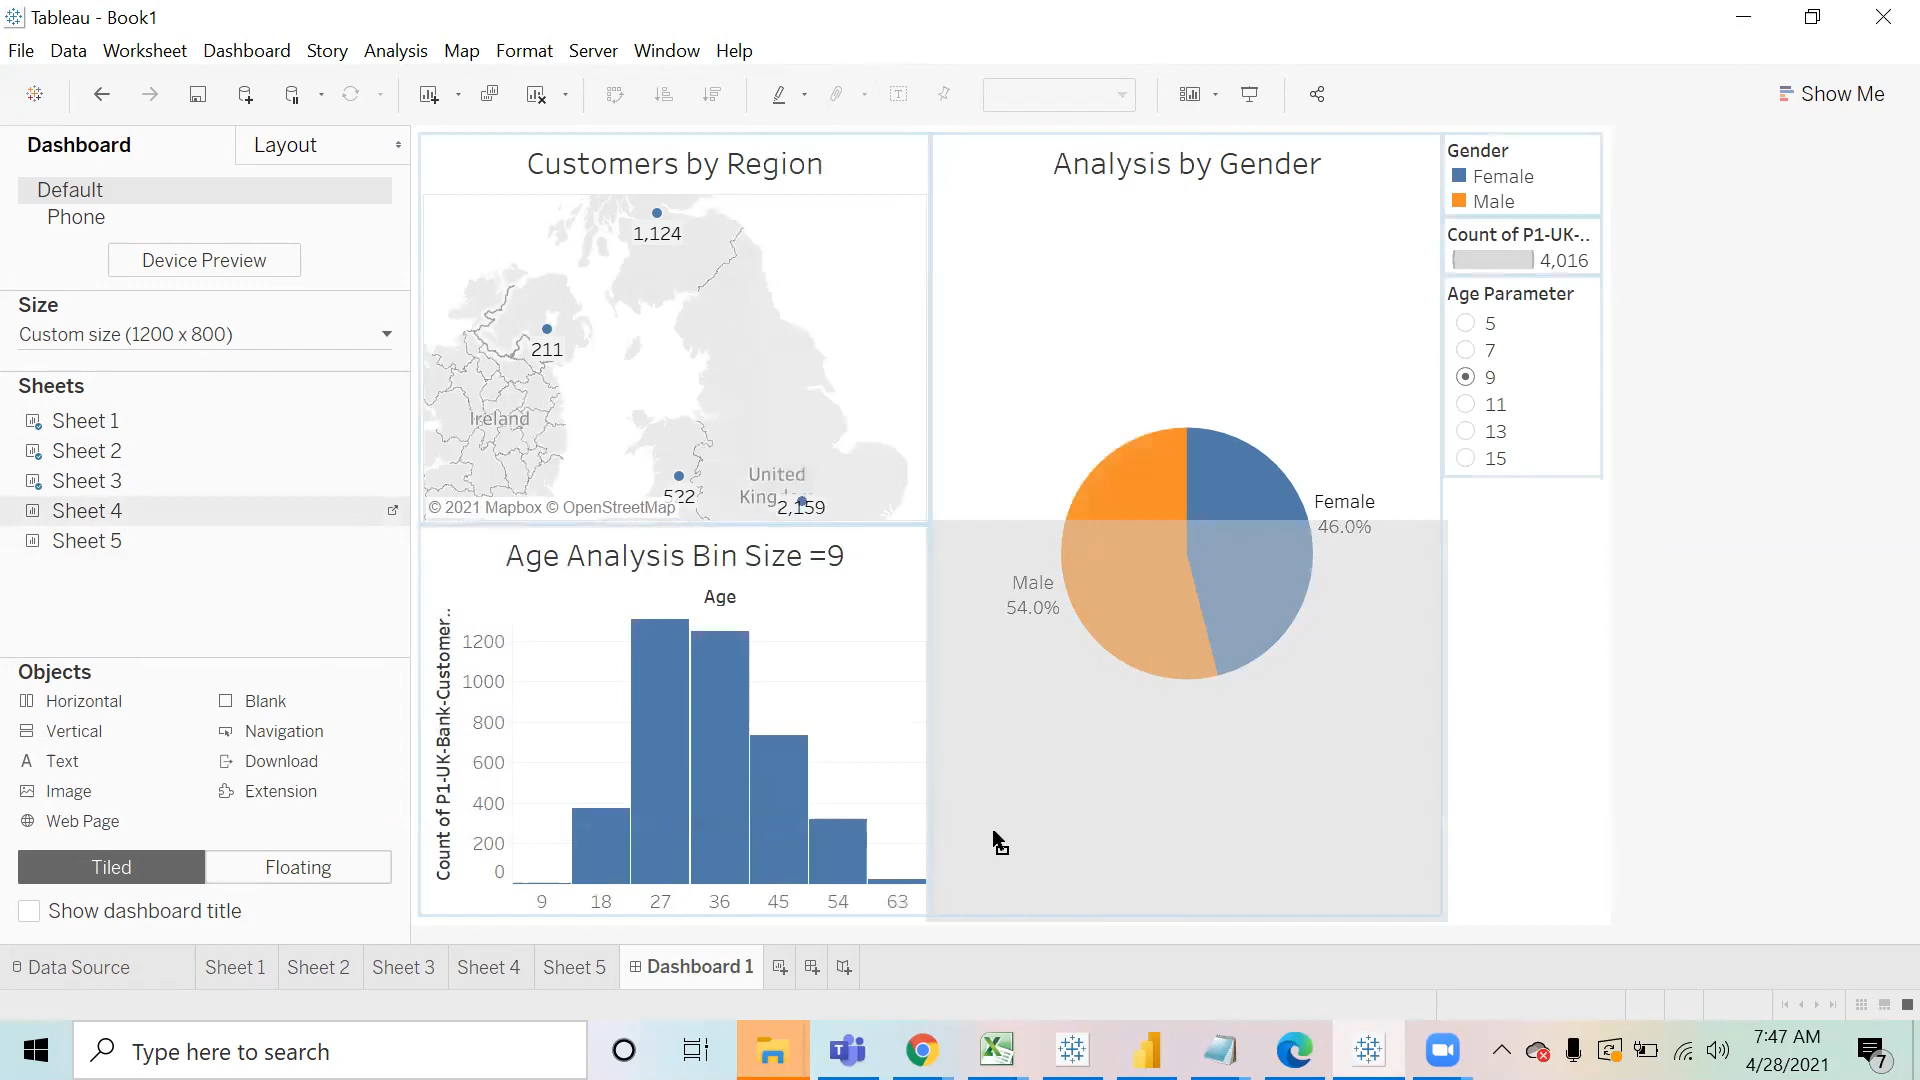 Tableau - Book1
File Data Worksheet Dashboard Story Analysis Map Format Server Window Help
Show Me
Dashboard
Layout
Default
Phone
Device Preview
Size
Custom size (1200 x 800)
Sheets
Sheet 1
Sheet 2
Sheet 3
Sheet 4
Sheet 5
Objects
Horizontal
Blank
Vertical
Navigation
Text
Download
Image
Extension
Web Page
Tiled
Floating
Show dashboard title
Customers by Region
1,124
211
Ireland
United
522
2,159
© 2021 Mapbox © OpenStreetMap
Age Analysis Bin Size =9
Age
Count of P1-UK-Bank-Customer..
1200
1000
800
600
400
200
0
9 18 27 36 45 54 63
Analysis by Gender
Female
46.0%
Male
54.0%
Gender
Female
Male
Count of P1-UK-..
4,016
Age Parameter
5
7
9
11
13
15
Data Source Sheet 1 Sheet 2 Sheet 3 Sheet 4 Sheet 5 Dashboard 1
Type here to search
7:47 AM
4/28/2021
7